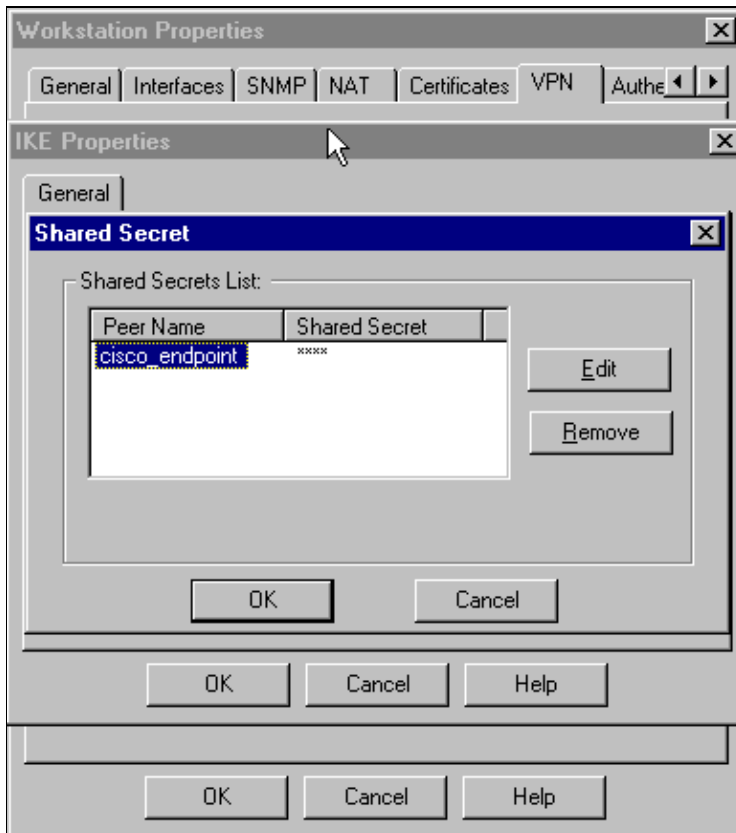 Workstation Properties
General Interfaces SNMP NAT Certificates VPN Authe
IKE Properties
General
Shared Secret
Shared Secrets List:
Peer Name Shared Secret
cisco_endpoint ****
Edit
Remove
OK Cancel
OK Cancel Help
OK Cancel Help